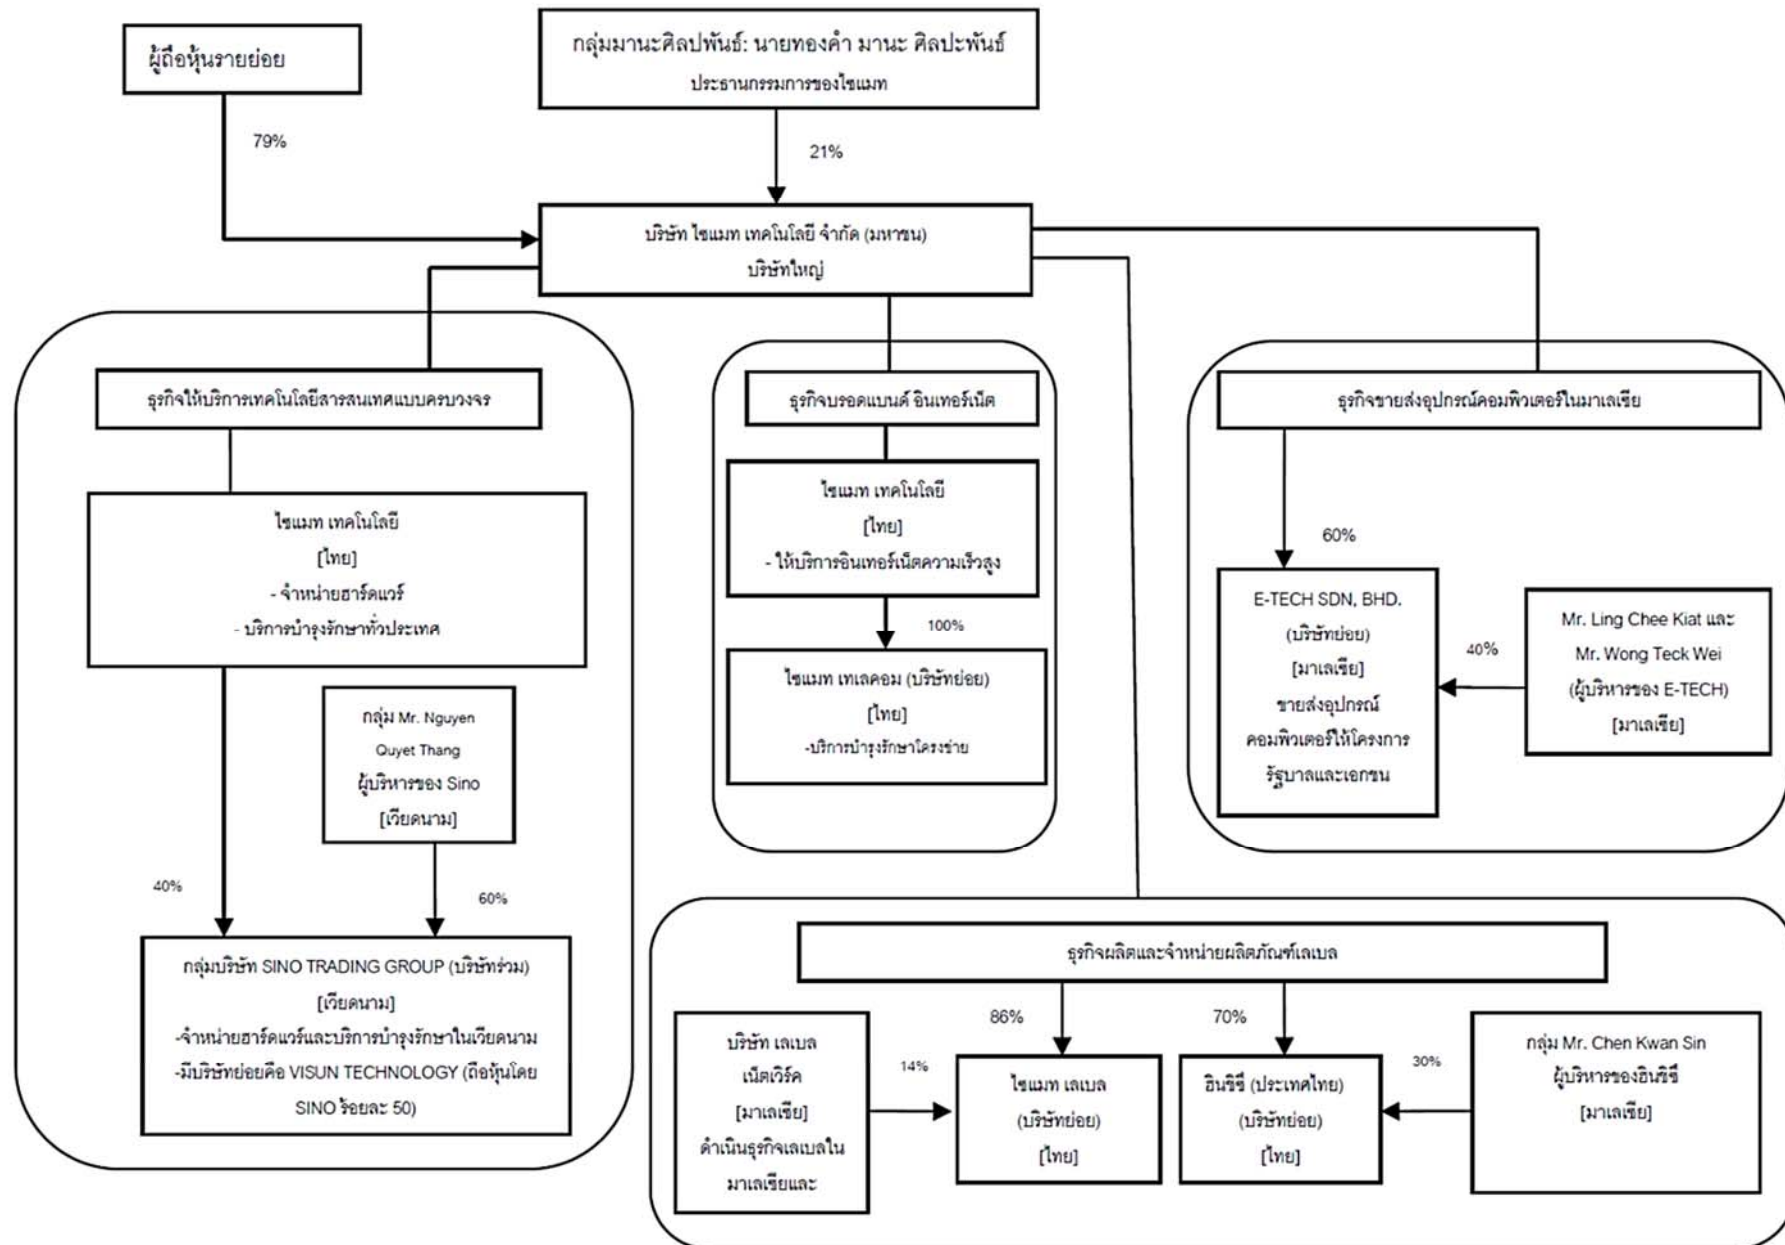 ผู้ถือหุ้นรายย่อย
กลุ่มมานะศิลปพันธ์: นายทองคำ มานะ ศิลปะพันธ์
ประธานกรรมการของไซแมท
79%
21%
บริษัท ไซแมท เทคโนโลยี จำกัด (มหาชน)
บริษัทใหญ่
ธุรกิจให้บริการเทคโนโลยีสารสนเทศแบบครบวงจร
ไซแมท เทคโนโลยี
[ไทย]
- จำหน่ายฮาร์ดแวร์
- บริการบำรุงรักษาทั่วประเทศ
กลุ่ม Mr. Nguyen
Quyet Thang
ผู้บริหารของ Sino
[เวียดนาม]
40%
60%
กลุ่มบริษัท SINO TRADING GROUP (บริษัทร่วม)
[เวียดนาม]
-จำหน่ายฮาร์ดแวร์และบริการบำรุงรักษาในเวียดนาม
-มีบริษัทย่อยคือ VISUN TECHNOLOGY (ถือหุ้นโดย
SINO ร้อยละ 50)
ธุรกิจบรอดแบนด์ อินเทอร์เน็ต
ไซแมท เทคโนโลยี
[ไทย]
- ให้บริการอินเทอร์เน็ตความเร็วสูง
100%
ไซแมท เทเลคอม (บริษัทย่อย)
[ไทย]
-บริการบำรุงรักษาโครงข่าย
ธุรกิจขายส่งอุปกรณ์คอมพิวเตอร์ในมาเลเซีย
60%
E-TECH SDN, BHD.
(บริษัทย่อย)
[มาเลเซีย]
ขายส่งอุปกรณ์
คอมพิวเตอร์ให้โครงการ
รัฐบาลและเอกชน
40%
Mr. Ling Chee Kiat และ
Mr. Wong Teck Wei
(ผู้บริหารของ E-TECH)
[มาเลเซีย]
ธุรกิจผลิตและจำหน่ายผลิตภัณฑ์เลเบล
86%
70%
บริษัท เลเบล
เน็ตเวิร์ค
[มาเลเซีย]
ดำเนินธุรกิจเลเบลใน
มาเลเซียและ
14%
ไซแมท เลเบล
(บริษัทย่อย)
[ไทย]
ฮินซิซึ (ประเทศไทย)
(บริษัทย่อย)
[ไทย]
30%
กลุ่ม Mr. Chen Kwan Sin
ผู้บริหารของฮินซิซึ
[มาเลเซีย]